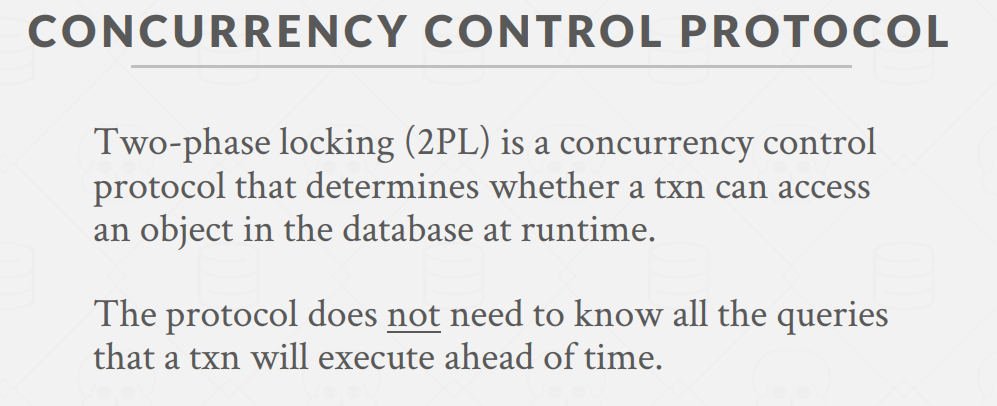 CONCURRENCY CONTROL PROTOCOL
Two-phase locking (2PL) is a concurrency control
protocol that determines whether a txn can access
an object in the database at runtime.
The protocol does not need to know all the queries
that a txn will execute ahead of time.